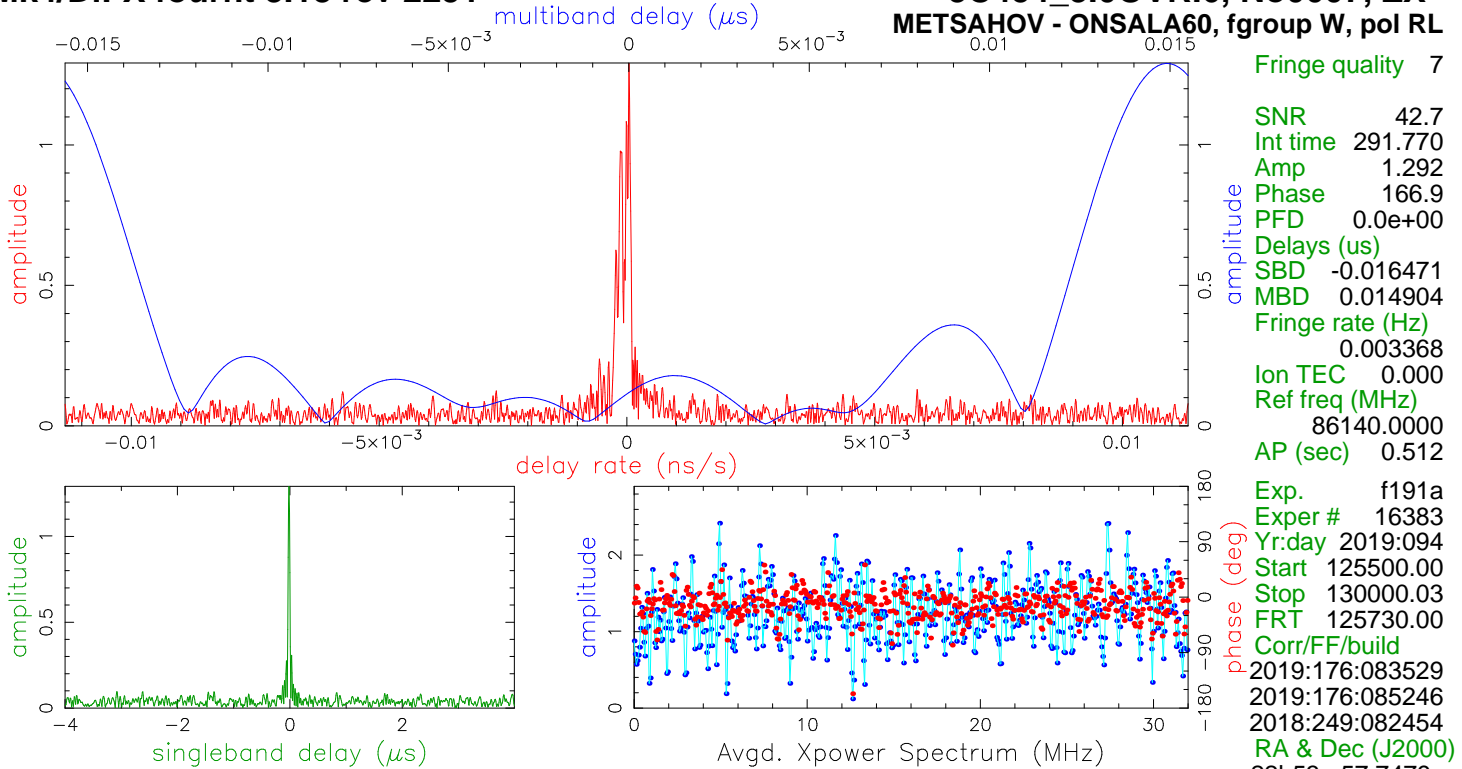 multiband delay (μs)
METSAHOV - ONSALA60, fgroup W, pol RL
−0.015 −0.01 −5×10⁻³ 0 5×10⁻³ 0.01 0.015
amplitude
0 0.5 1
amplitude
0 0.5 1
−0.01 −5×10⁻³ 0 5×10⁻³ 0.01
delay rate (ns/s)
Fringe quality 7
SNR 42.7
Int time 291.770
Amp 1.292
Phase 166.9
PFD 0.0e+00
Delays (us)
SBD -0.016471
MBD 0.014904
Fringe rate (Hz)
0.003368
Ion TEC 0.000
Ref freq (MHz)
86140.0000
AP (sec) 0.512
Exp. f191a
Exper # 16383
Yr:day 2019:094
Start 125500.00
Stop 130000.03
FRT 125730.00
Corr/FF/build
2019:176:083529
2019:176:085246
2018:249:082454
RA & Dec (J2000)
amplitude
0 0.5 1
−4 −2 0 2
singleband delay (μs)
amplitude
0 1 2
phase (deg)
−180 −90 0 90 180
0 10 20 30
Avgd. Xpower Spectrum (MHz)